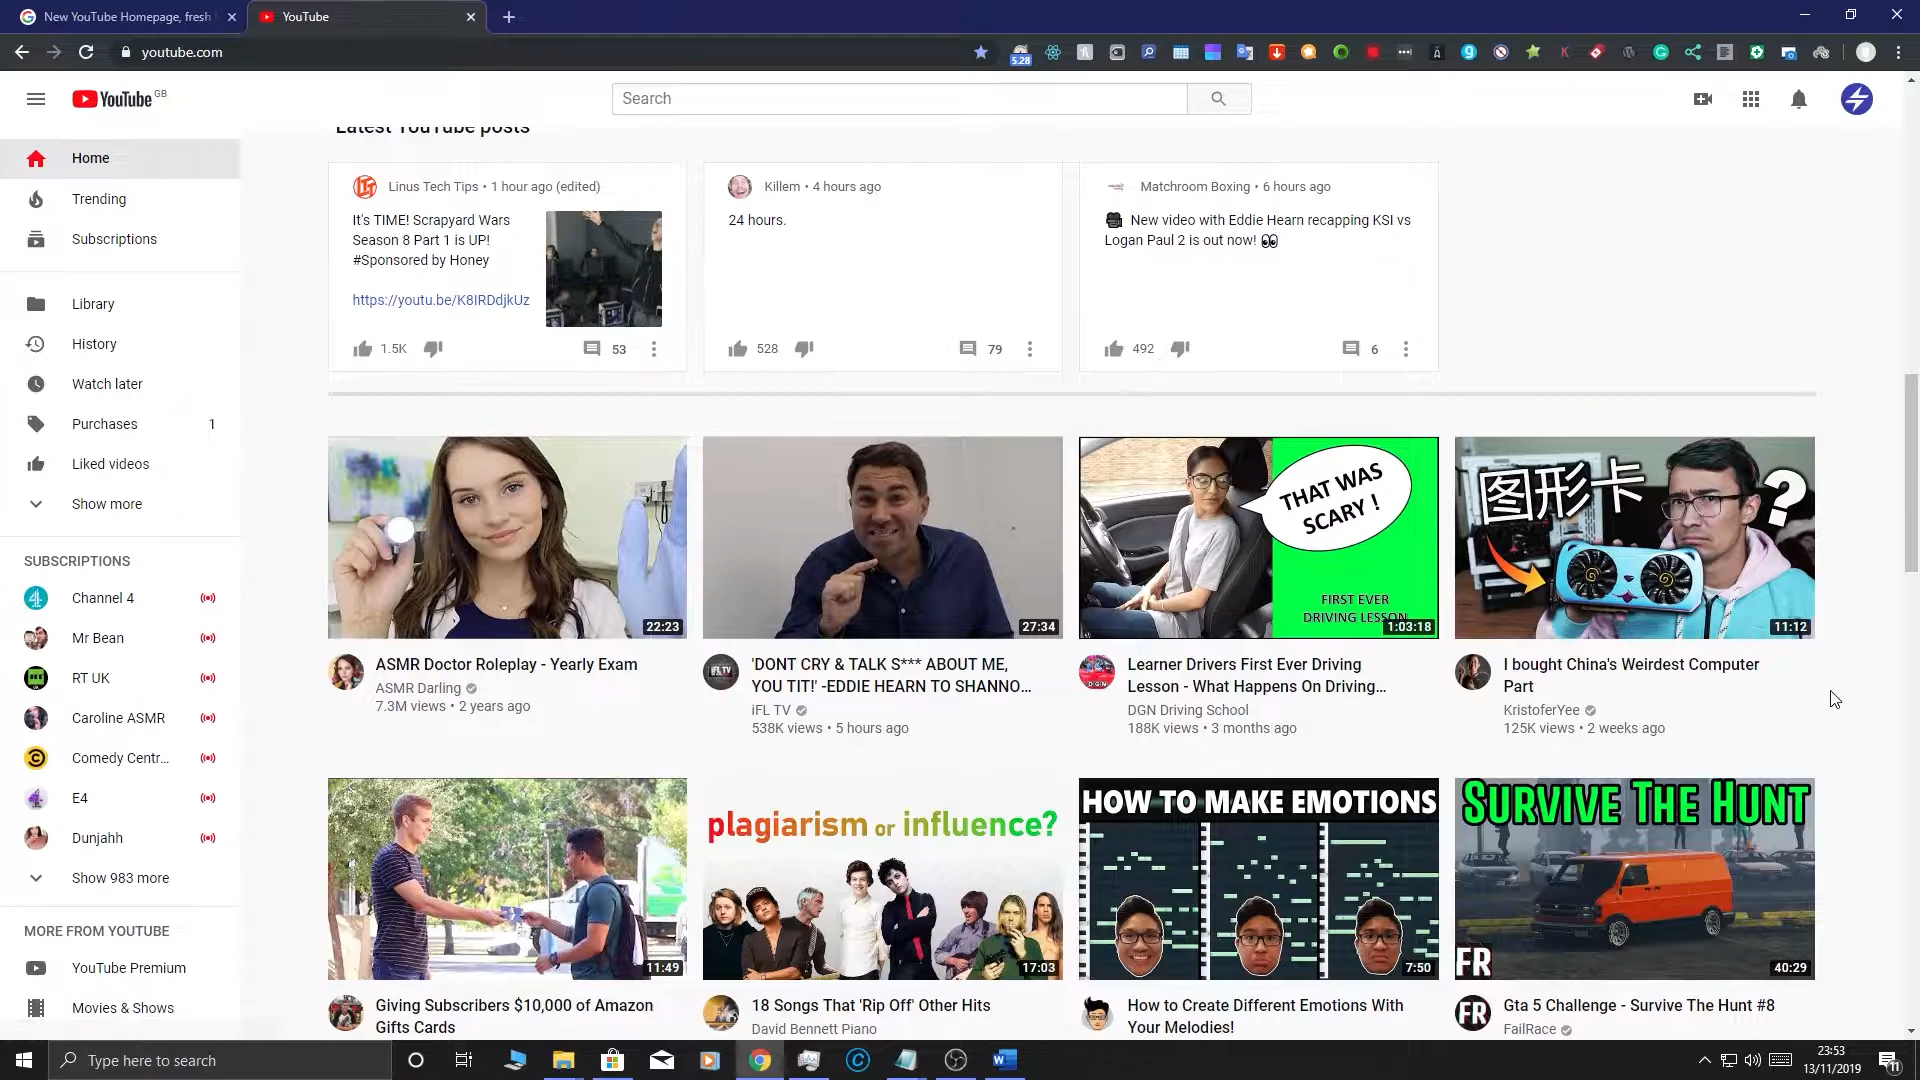 New YouTube Homepage, fresh
YouTube
youtube.com
5.28
YouTube GB
Search
Latest YouTube posts
Home
Trending
Subscriptions
Library
History
Watch later
Purchases 1
Liked videos
Show more
SUBSCRIPTIONS
Channel 4
Mr Bean
RT UK
Caroline ASMR
Comedy Centr...
E4
Dunjahh
Show 983 more
MORE FROM YOUTUBE
YouTube Premium
Movies & Shows
Linus Tech Tips • 1 hour ago (edited)
It's TIME! Scrapyard Wars
Season 8 Part 1 is UP!
#Sponsored by Honey
https://youtu.be/K8IRDdjkUz
1.5K 53
Killem • 4 hours ago
24 hours.
528 79
Matchroom Boxing • 6 hours ago
New video with Eddie Hearn recapping KSI vs
Logan Paul 2 is out now!
492 6
22:23
ASMR Doctor Roleplay - Yearly Exam
ASMR Darling
7.3M views • 2 years ago
27:34
'DONT CRY & TALK S*** ABOUT ME,
YOU TIT!' -EDDIE HEARN TO SHANNO...
iFL TV
538K views • 5 hours ago
THAT WAS
SCARY !
FIRST EVER
DRIVING LESSON
1:03:18
Learner Drivers First Ever Driving
Lesson - What Happens On Driving...
DGN Driving School
188K views • 3 months ago
图形卡 ?
11:12
I bought China's Weirdest Computer
Part
KristoferYee
125K views • 2 weeks ago
11:49
Giving Subscribers $10,000 of Amazon
Gifts Cards
plagiarism or influence?
17:03
18 Songs That 'Rip Off' Other Hits
David Bennett Piano
HOW TO MAKE EMOTIONS
7:50
How to Create Different Emotions With
Your Melodies!
SURVIVE THE HUNT
FR
40:29
FR
Gta 5 Challenge - Survive The Hunt #8
FailRace
Type here to search
23:53
13/11/2019
11